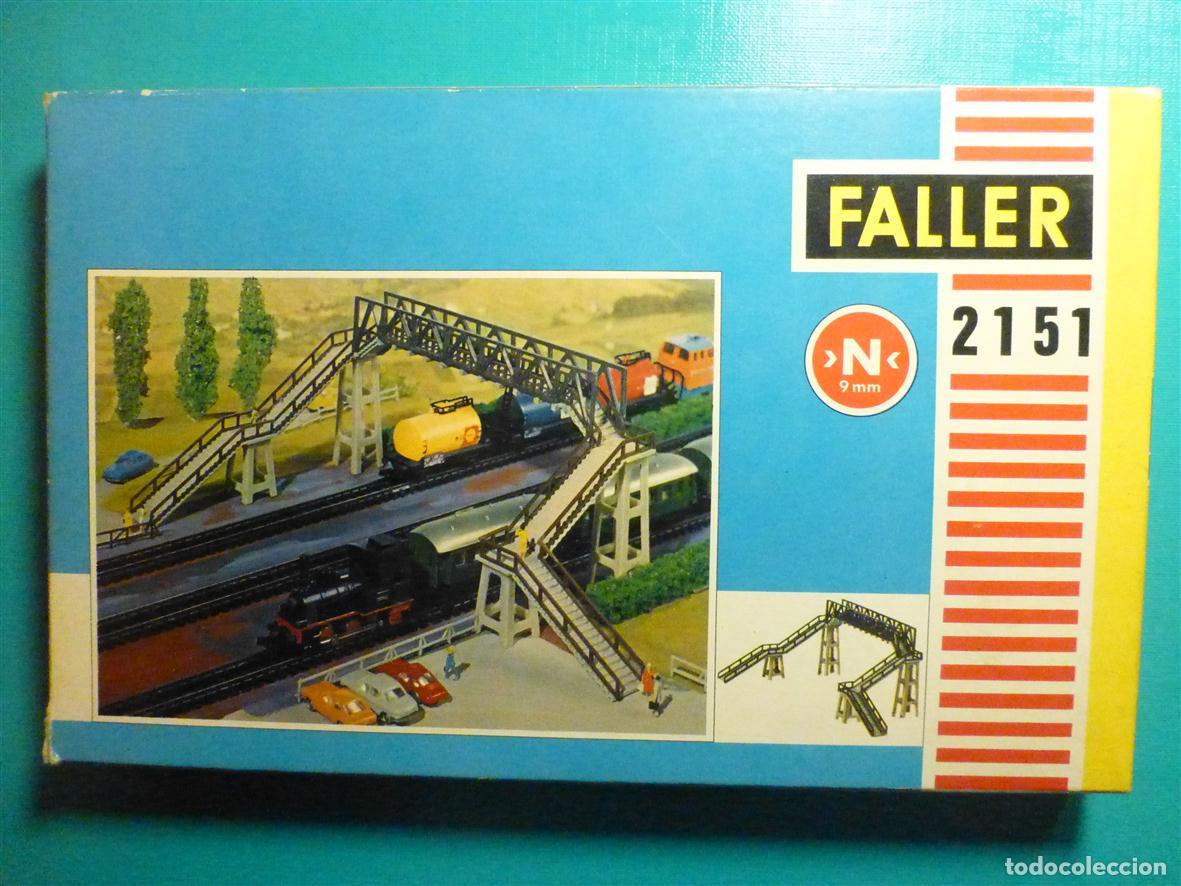 FALLER
2151
›N‹
9 mm
todocoleccion